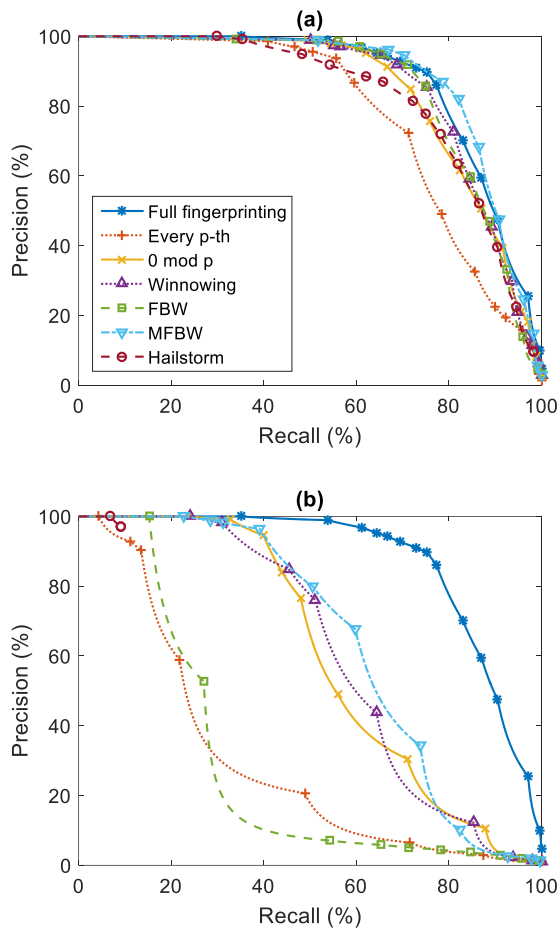 (a)
100
80
60
40
20
0
Precision (%)
Full fingerprinting
Every p-th
0 mod p
Winnowing
FBW
MFBW
Hailstorm
0 20 40 60 80 100
Recall (%)
(b)
100
80
60
40
20
0
Precision (%)
0 20 40 60 80 100
Recall (%)